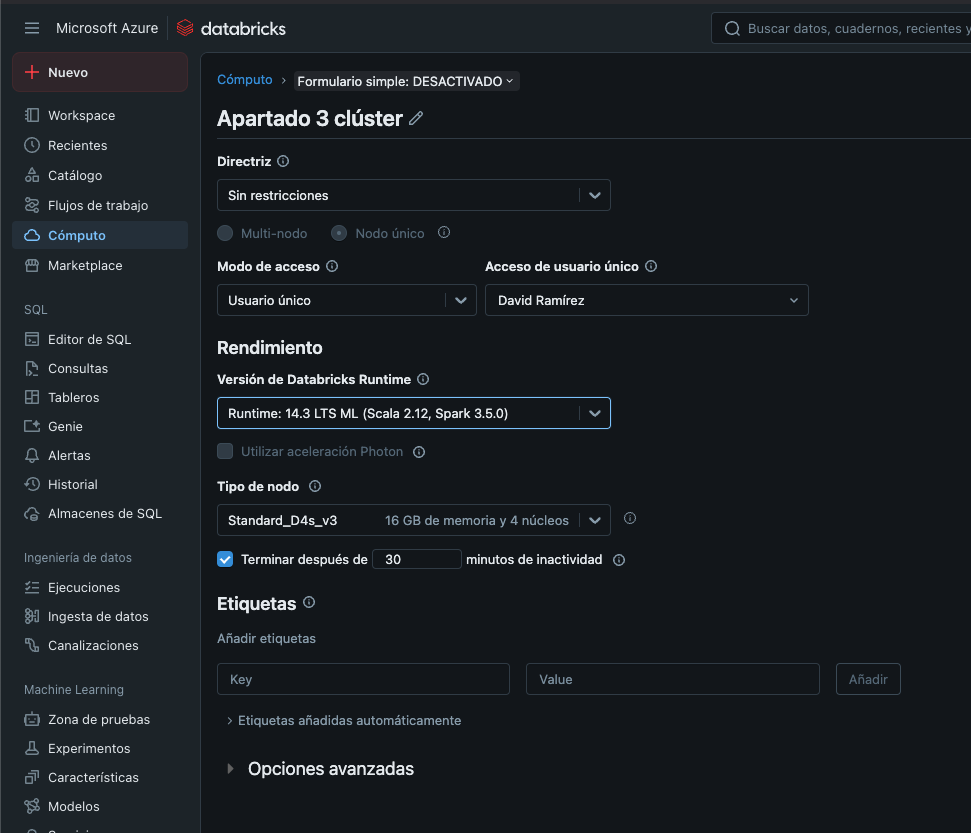 Microsoft Azure
databricks
Buscar datos, cuadernos, recientes y
Nuevo
Workspace
Recientes
Catálogo
Flujos de trabajo
Cómputo
Marketplace
SQL
Editor de SQL
Consultas
Tableros
Genie
Alertas
Historial
Almacenes de SQL
Ingeniería de datos
Ejecuciones
Ingesta de datos
Canalizaciones
Machine Learning
Zona de pruebas
Experimentos
Características
Modelos
Cómputo › Formulario simple: DESACTIVADO
Apartado 3 clúster
Directriz
Sin restricciones
Multi-nodo Nodo único
Modo de acceso Acceso de usuario único
Usuario único David Ramírez
Rendimiento
Versión de Databricks Runtime
Runtime: 14.3 LTS ML (Scala 2.12, Spark 3.5.0)
Utilizar aceleración Photon
Tipo de nodo
Standard_D4s_v3 16 GB de memoria y 4 núcleos
Terminar después de 30 minutos de inactividad
Etiquetas
Añadir etiquetas
Key Value Añadir
Etiquetas añadidas automáticamente
Opciones avanzadas